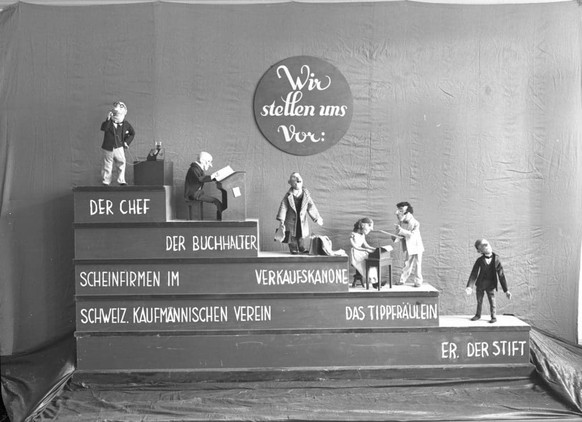 Wir
stellen uns
Vor:
DER CHEF
DER BUCHHALTER
SCHEINFIRMEN IM VERKAUFSKANONE
SCHWEIZ. KAUFMÄNNISCHEN VEREIN DAS TIPPFRÄULEIN
ER. DER STIFT